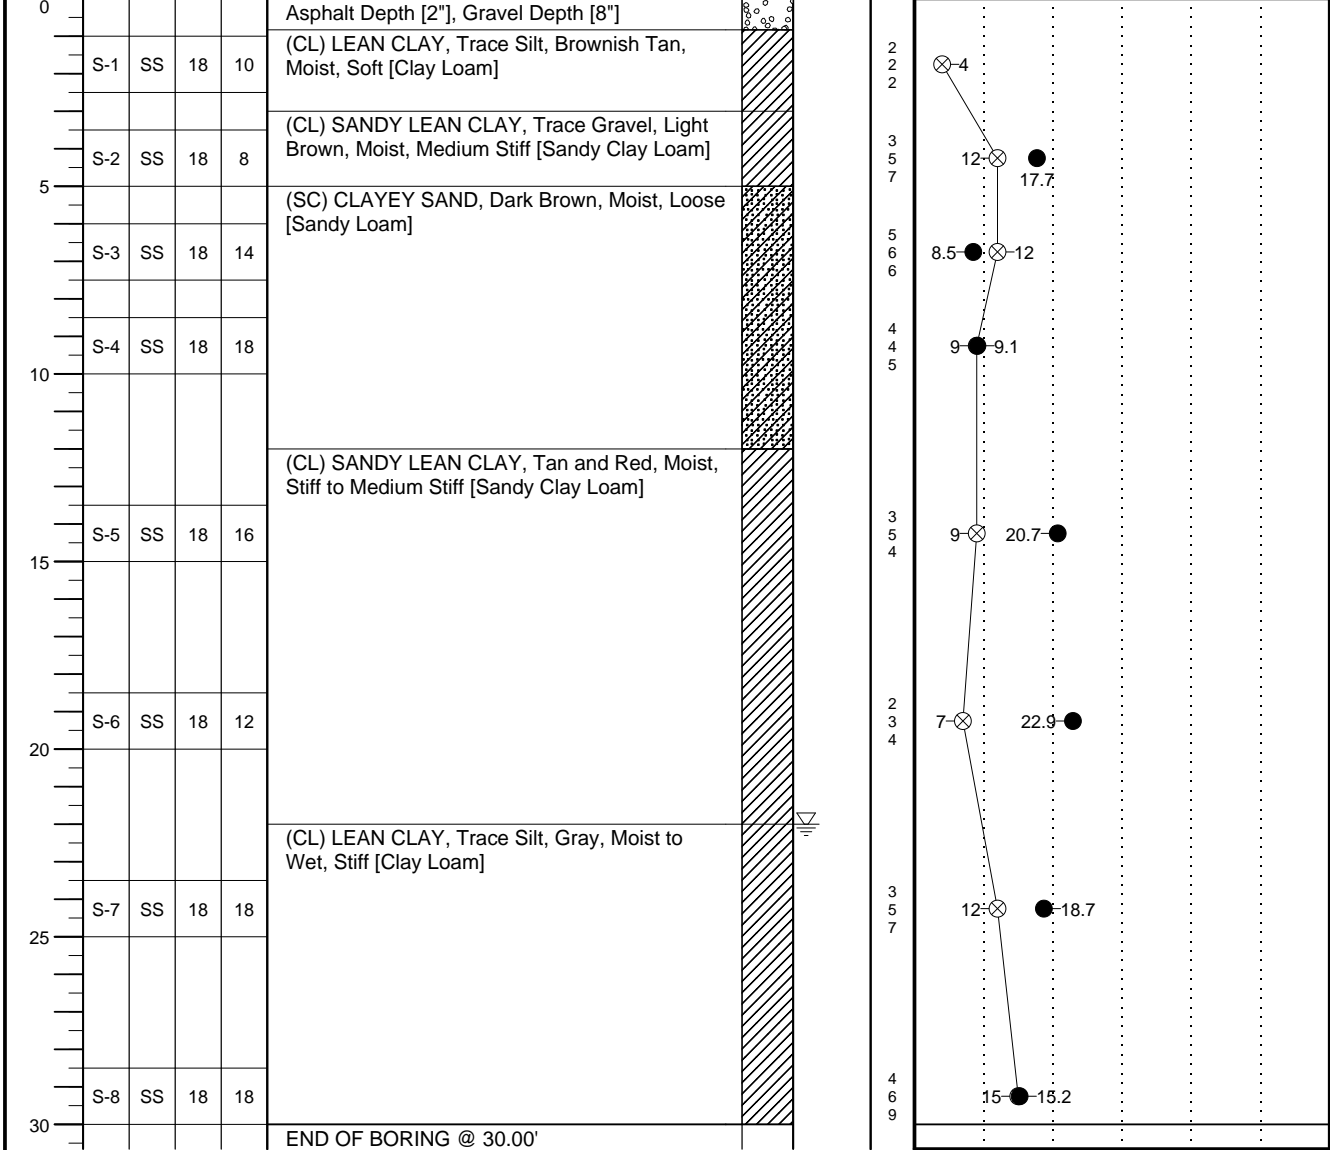 0
Asphalt Depth [2"], Gravel Depth [8"]
(CL) LEAN CLAY, Trace Silt, Brownish Tan,
Moist, Soft [Clay Loam]
S-1 SS 18 10
2
2
2
4
(CL) SANDY LEAN CLAY, Trace Gravel, Light
Brown, Moist, Medium Stiff [Sandy Clay Loam]
S-2 SS 18 8
3
5
7
12
17.7
5
(SC) CLAYEY SAND, Dark Brown, Moist, Loose
[Sandy Loam]
S-3 SS 18 14
5
6
6
8.5 12
S-4 SS 18 18
4
4
5
9 9.1
10
(CL) SANDY LEAN CLAY, Tan and Red, Moist,
Stiff to Medium Stiff [Sandy Clay Loam]
S-5 SS 18 16
3
5
4
9 20.7
15
S-6 SS 18 12
2
3
4
7 22.9
20
(CL) LEAN CLAY, Trace Silt, Gray, Moist to
Wet, Stiff [Clay Loam]
S-7 SS 18 18
3
5
7
12 18.7
25
S-8 SS 18 18
4
6
9
15 15.2
30
END OF BORING @ 30.00'